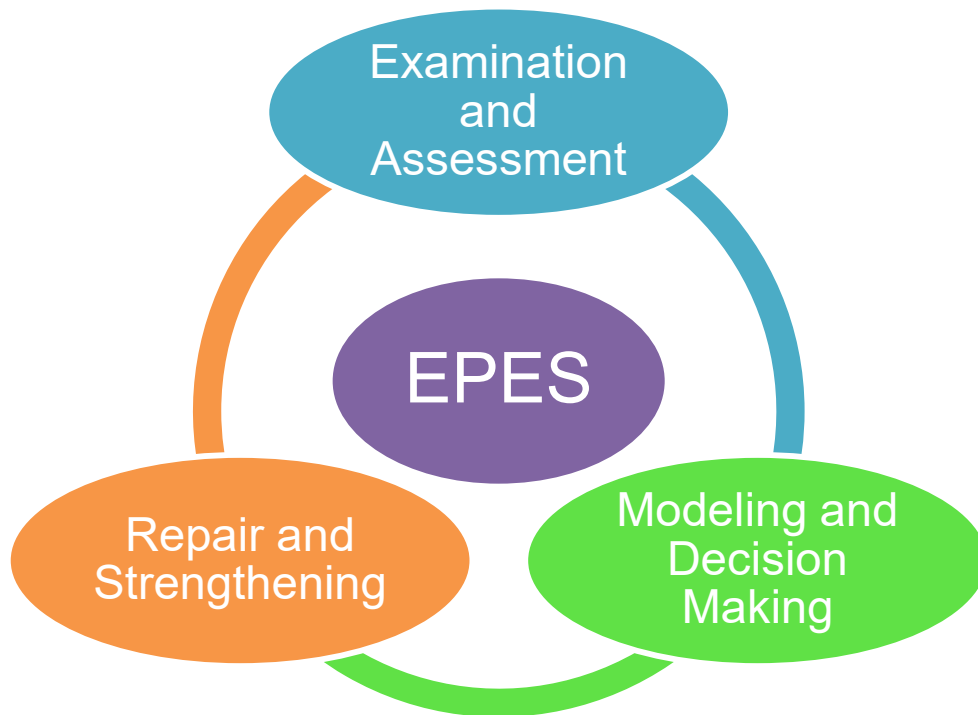 Examination
and
Assessment
EPES
Repair and
Strengthening
Modeling and
Decision
Making